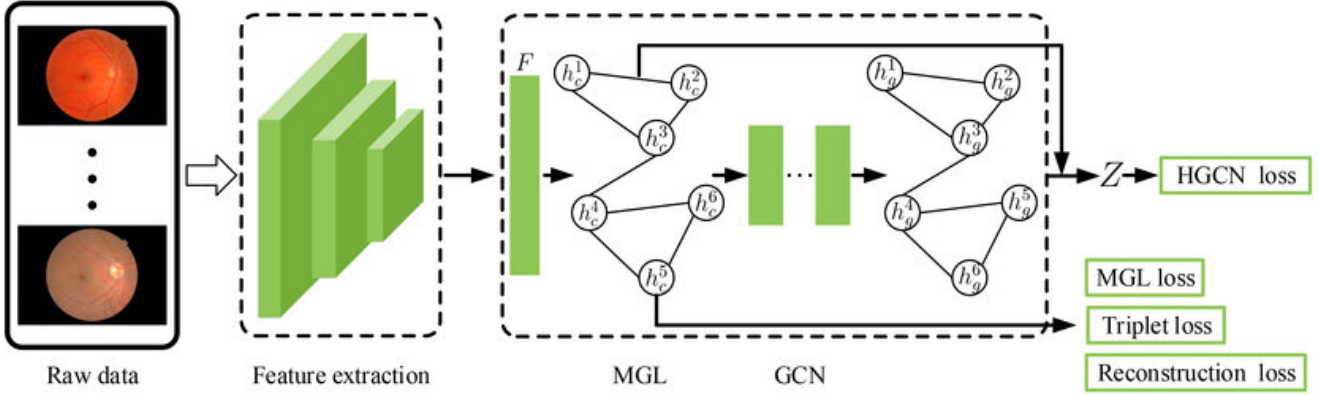 F
h_c^1
h_c^2
h_c^3
h_c^4
h_c^6
h_c^5
...
h_g^1
h_g^2
h_g^3
h_g^4
h_g^5
h_g^6
Z
HGCN loss
MGL loss
Triplet loss
Reconstruction loss
Raw data
Feature extraction
MGL
GCN